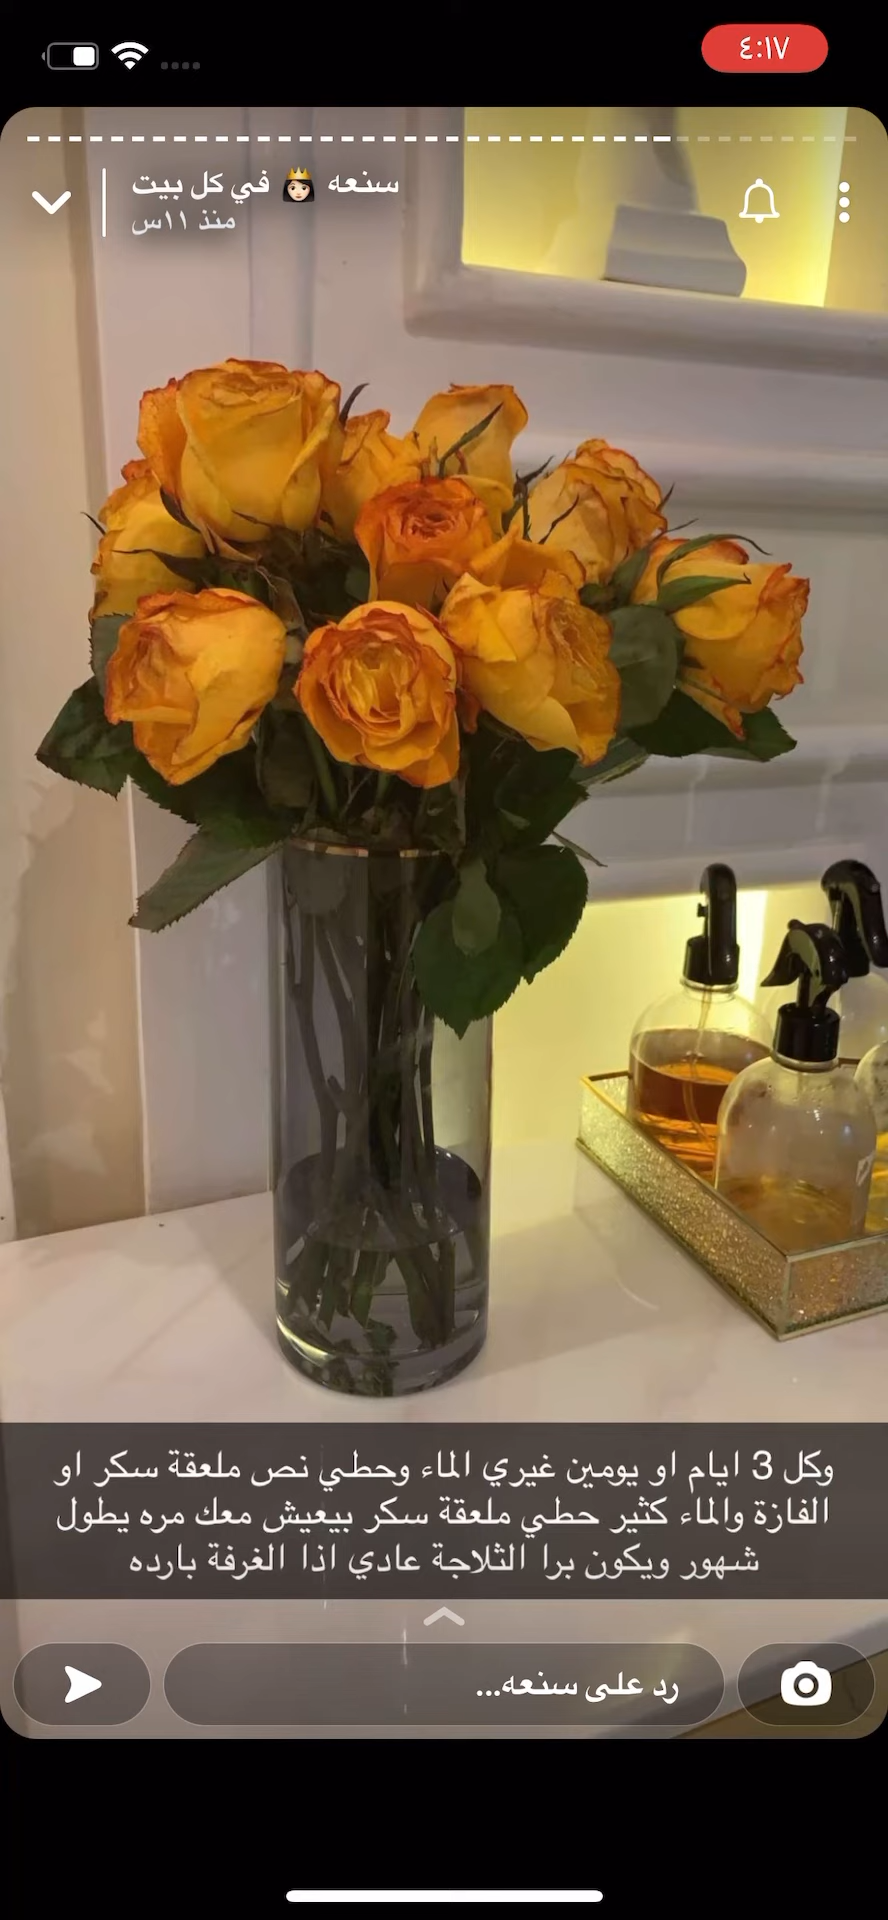 ٤:١٧
سنعه 👸🏻 في كل بيت
منذ ١١س
وكل 3 ايام او يومين غيري الماء وحطي نص ملعقة سكر او
الفازة والماء كثير حطي ملعقة سكر بيعيش معك مره يطول
شهور ويكون برا الثلاجة عادي اذا الغرفة بارده
رد على سنعه...